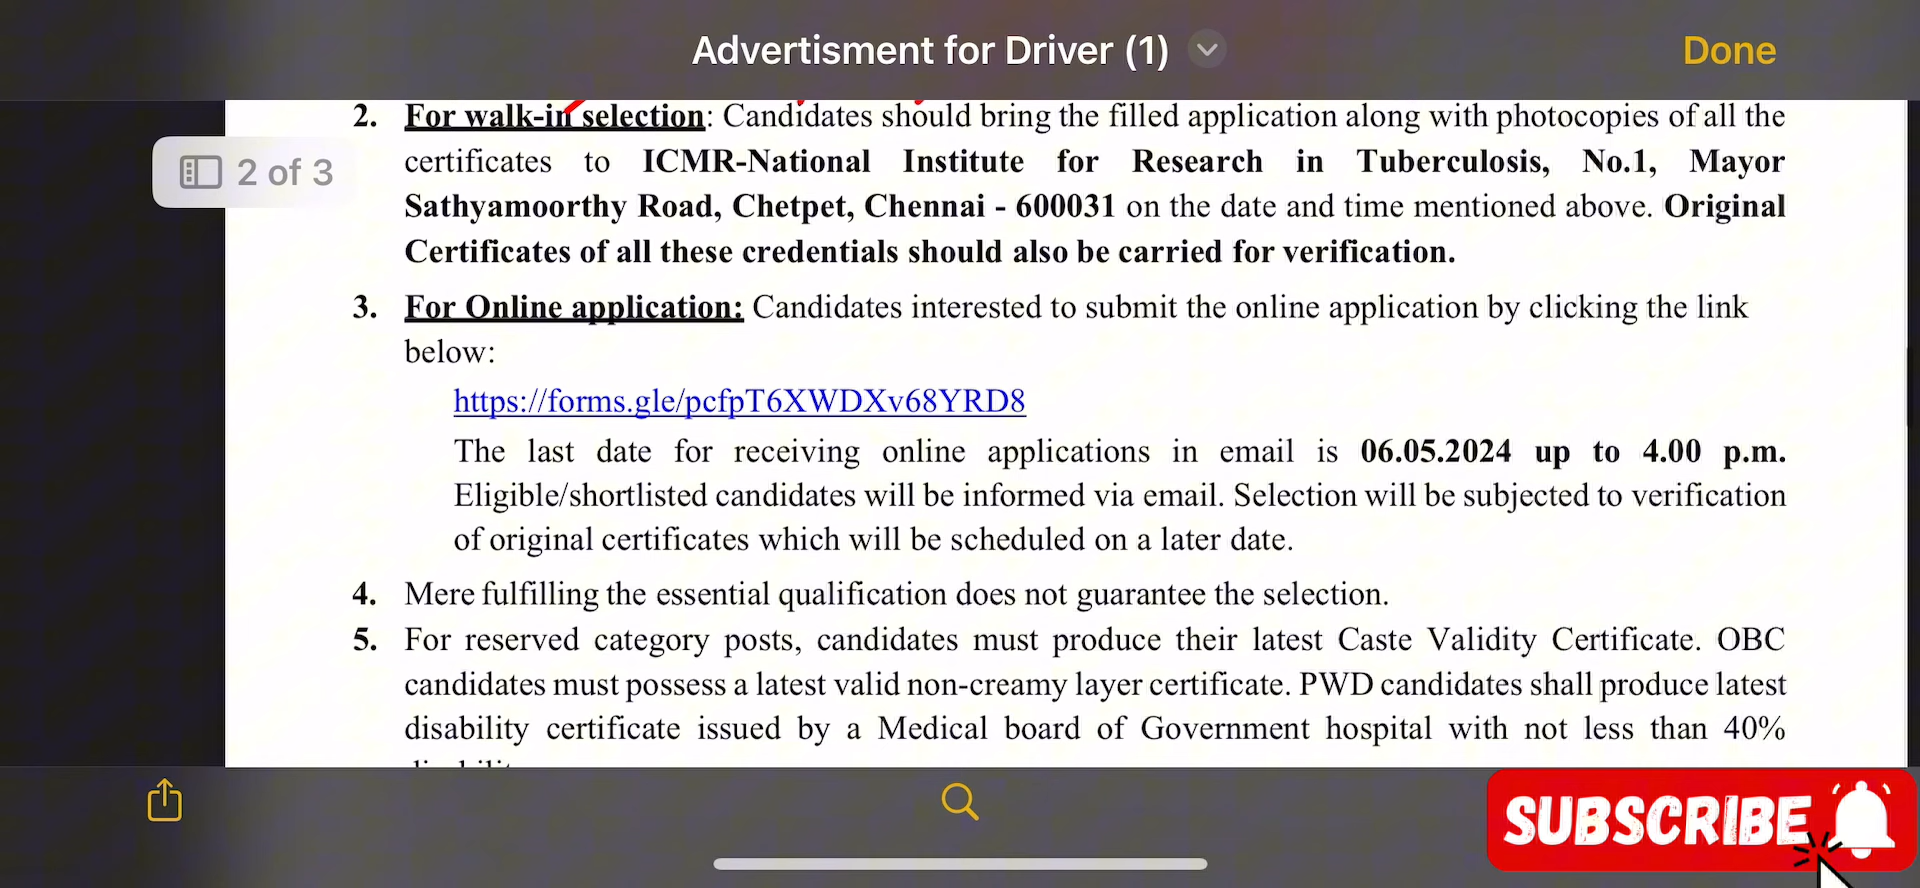 Advertisment for Driver (1)
Done
2 of 3
2. For walk-in selection: Candidates should bring the filled application along with photocopies of all the
certificates to ICMR-National Institute for Research in Tuberculosis, No.1, Mayor
Sathyamoorthy Road, Chetpet, Chennai - 600031 on the date and time mentioned above. Original
Certificates of all these credentials should also be carried for verification.
3. For Online application: Candidates interested to submit the online application by clicking the link
below:
https://forms.gle/pcfpT6XWDXv68YRD8
The last date for receiving online applications in email is 06.05.2024 up to 4.00 p.m.
Eligible/shortlisted candidates will be informed via email. Selection will be subjected to verification
of original certificates which will be scheduled on a later date.
4. Mere fulfilling the essential qualification does not guarantee the selection.
5. For reserved category posts, candidates must produce their latest Caste Validity Certificate. OBC
candidates must possess a latest valid non-creamy layer certificate. PWD candidates shall produce latest
disability certificate issued by a Medical board of Government hospital with not less than 40%
SUBSCRIBE